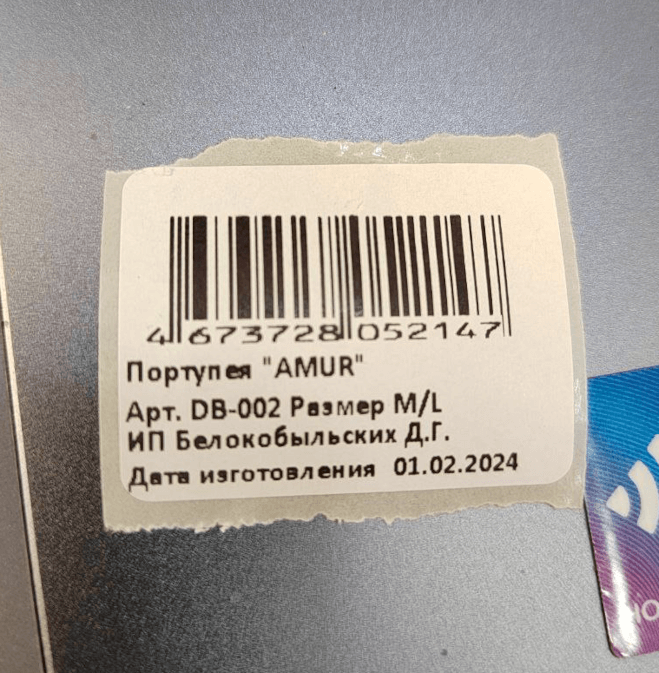 4 673728 052147
Портупея "AMUR"
Арт. DB-002 Размер M/L
ИП Белокобыльских Д.Г.
Дата изготовления 01.02.2024